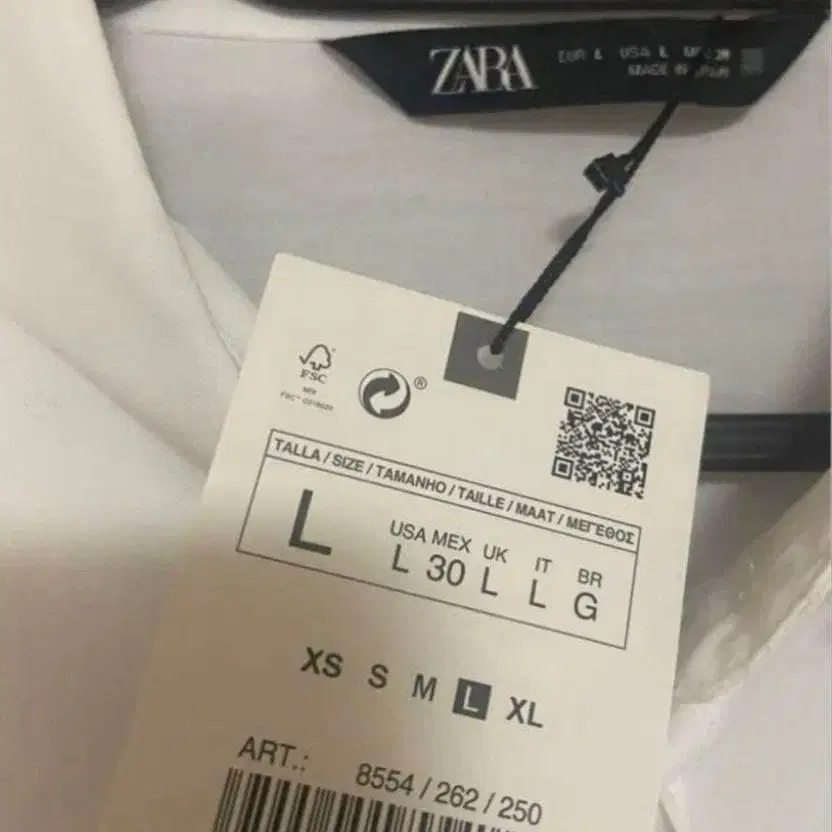 ZARA
EUR L USA L
MADE IN
FSC
MIX
®
TALLA / SIZE / TAMANHO / TAILLE / MAAT / ΜΕΓΕΘΟΣ
L
USA MEX UK IT BR
L 30 L L G
XS S M L XL
ART.: 8554 / 262 / 250